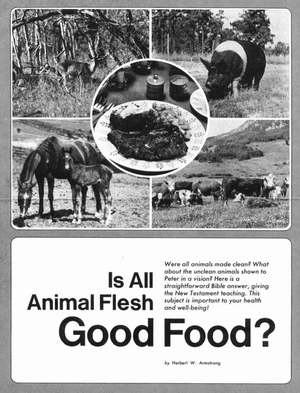 Is All
Animal Flesh
Good Food?
Were all animals made clean? What
about the unclean animals shown to
Peter in a vision? Here is a
straightforward Bible answer, giving
the New Testament teaching. This
subject is important to your health
and well-being!
by Herbert W. Armstrong